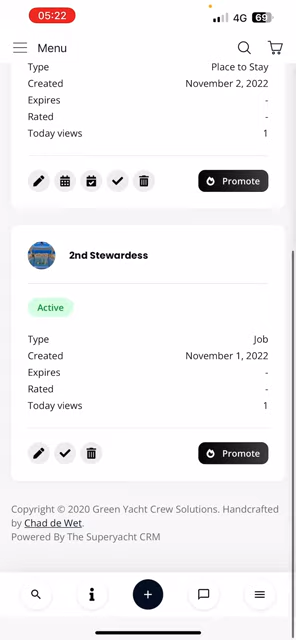 05:22
4G 69
Menu
Type Place to Stay
Created November 2, 2022
Expires -
Rated -
Today views 1
Promote
2nd Stewardess
Active
Type Job
Created November 1, 2022
Expires -
Rated -
Today views 1
Promote
Copyright © 2020 Green Yacht Crew Solutions. Handcrafted
by Chad de Wet.
Powered By The Superyacht CRM